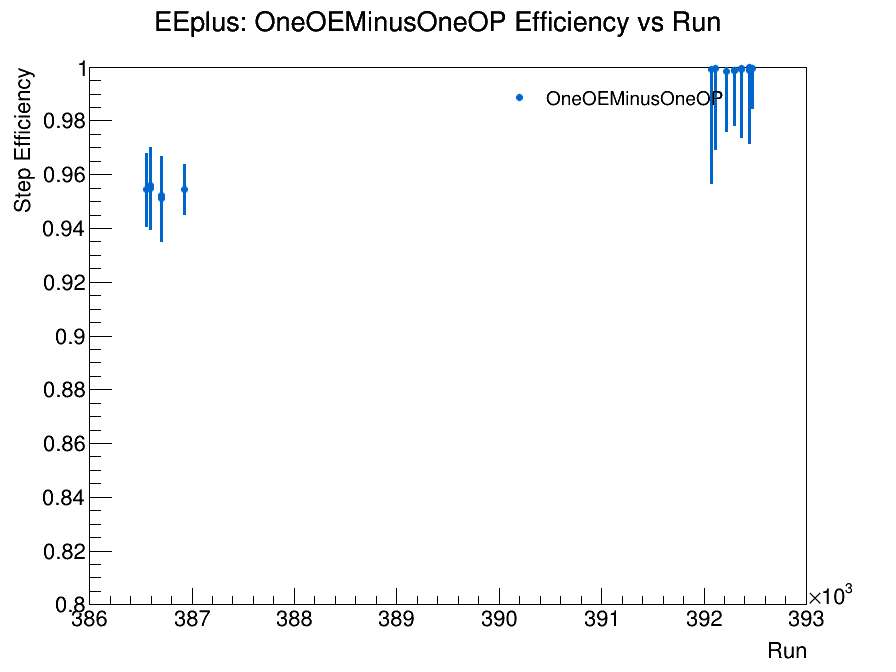 EEplus: OneOEMinusOneOP Efficiency vs Run
Step Efficiency
1
0.98
0.96
0.94
0.92
0.9
0.88
0.86
0.84
0.82
0.8
OneOEMinusOneOP
386 387 388 389 390 391 392 393
×10³
Run